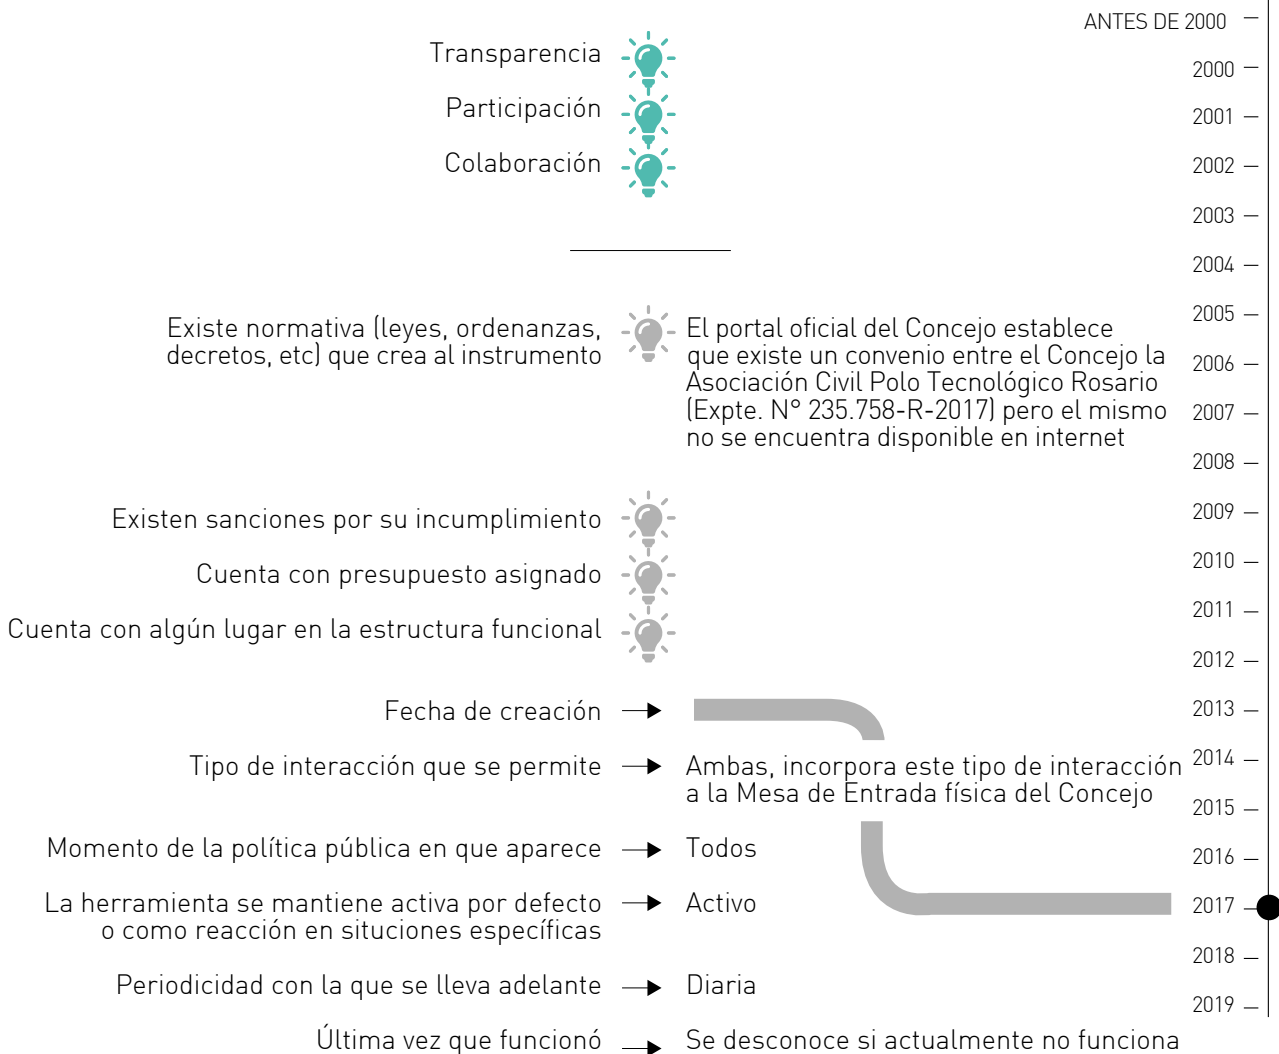 Transparencia
Participación
Colaboración
Existe normativa (leyes, ordenanzas,
decretos, etc) que crea al instrumento
El portal oficial del Concejo establece
que existe un convenio entre el Concejo la
Asociación Civil Polo Tecnológico Rosario
(Expte. N° 235.758-R-2017) pero el mismo
no se encuentra disponible en internet
Existen sanciones por su incumplimiento
Cuenta con presupuesto asignado
Cuenta con algún lugar en la estructura funcional
Fecha de creación
Tipo de interacción que se permite
Ambas, incorpora este tipo de interacción
a la Mesa de Entrada física del Concejo
Momento de la política pública en que aparece
Todos
La herramienta se mantiene activa por defecto
o como reacción en situciones específicas
Activo
Periodicidad con la que se lleva adelante
Diaria
Última vez que funcionó
Se desconoce si actualmente no funciona
ANTES DE 2000
2000
2001
2002
2003
2004
2005
2006
2007
2008
2009
2010
2011
2012
2013
2014
2015
2016
2017
2018
2019